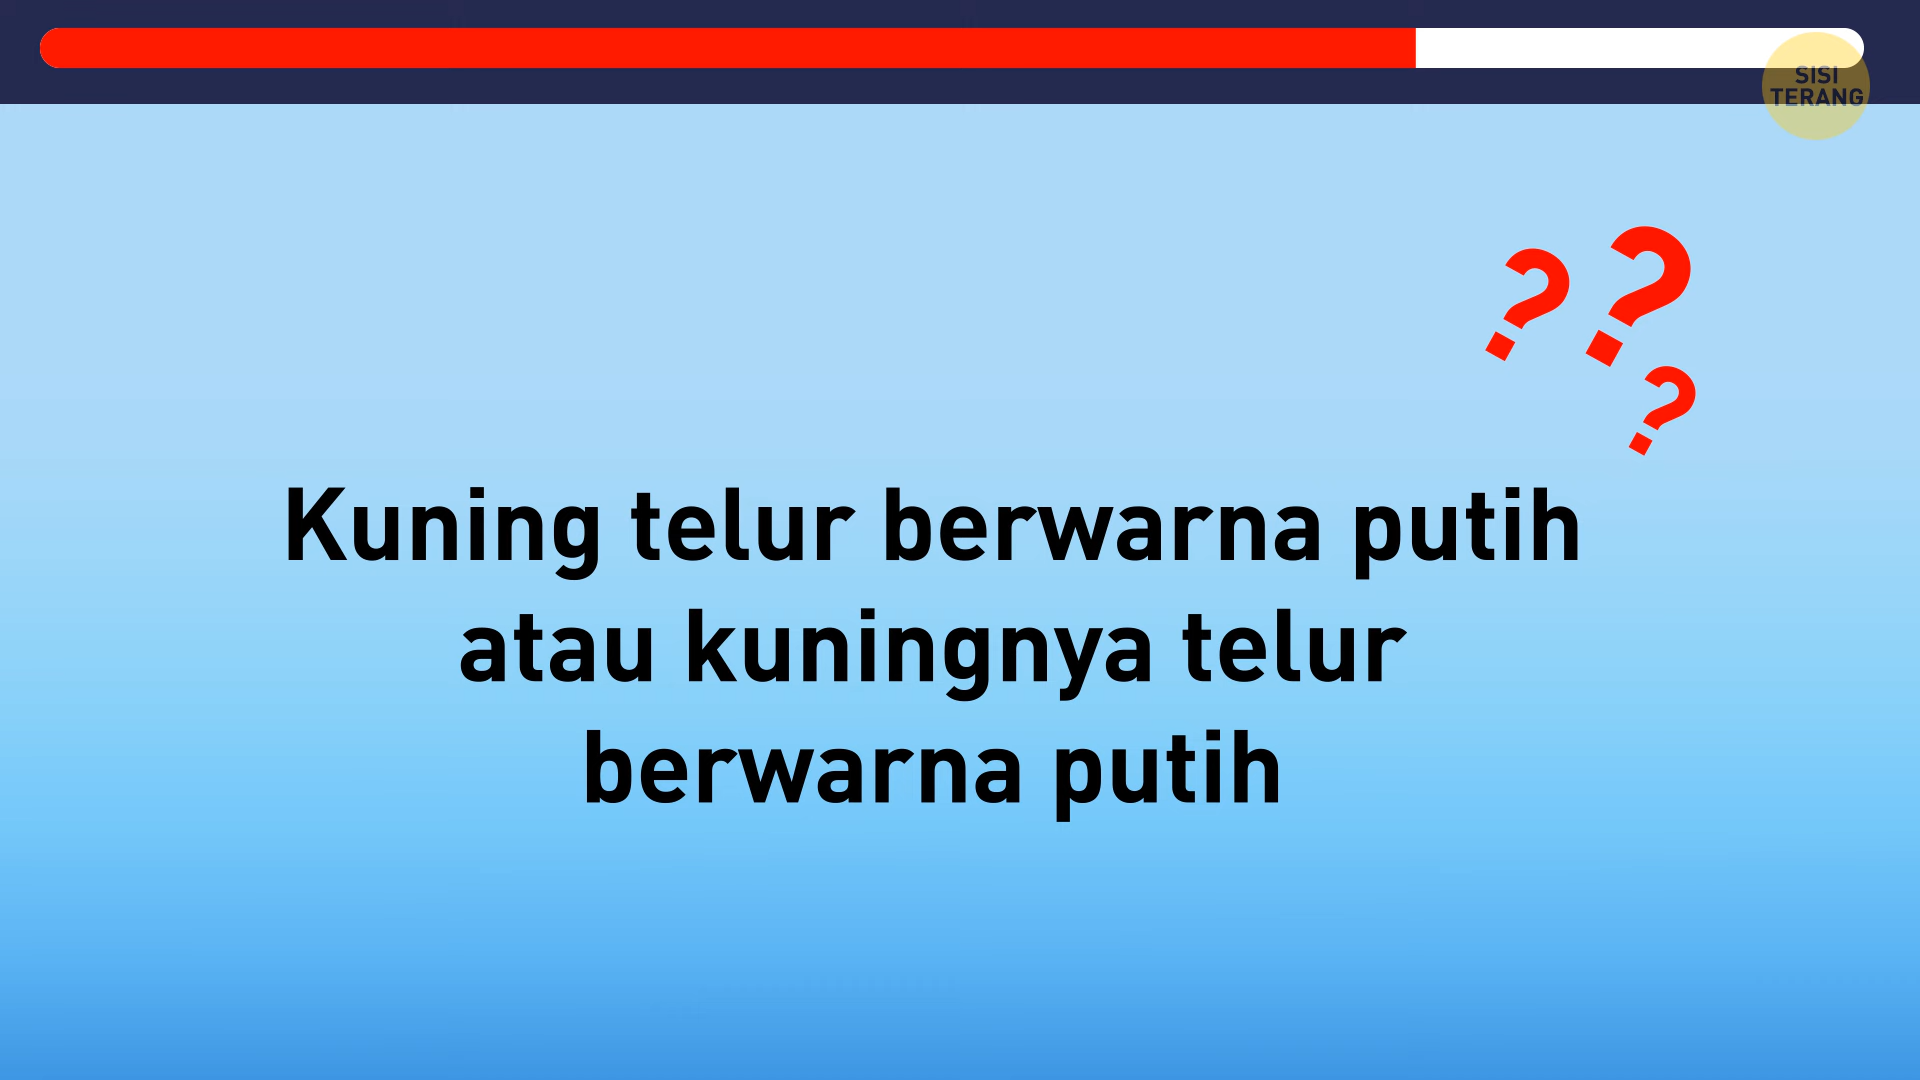 SISI
TERANG
? ?
?
Kuning telur berwarna putih
atau kuningnya telur
berwarna putih